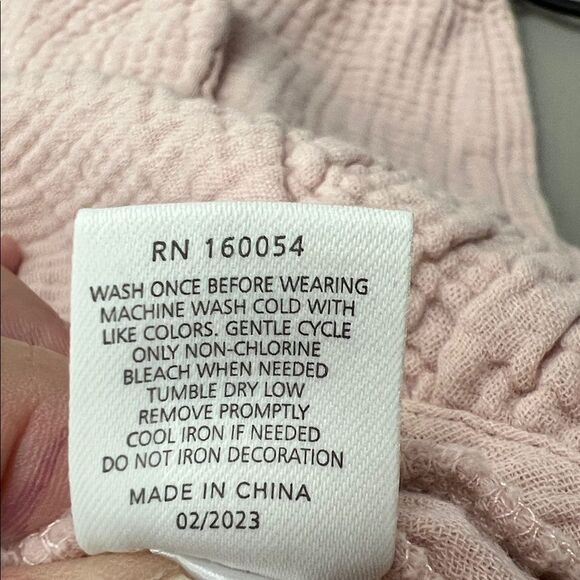 RN 160054
WASH ONCE BEFORE WEARING
MACHINE WASH COLD WITH
LIKE COLORS. GENTLE CYCLE
ONLY NON-CHLORINE
BLEACH WHEN NEEDED
TUMBLE DRY LOW
REMOVE PROMPTLY
COOL IRON IF NEEDED
DO NOT IRON DECORATION
MADE IN CHINA
02/2023